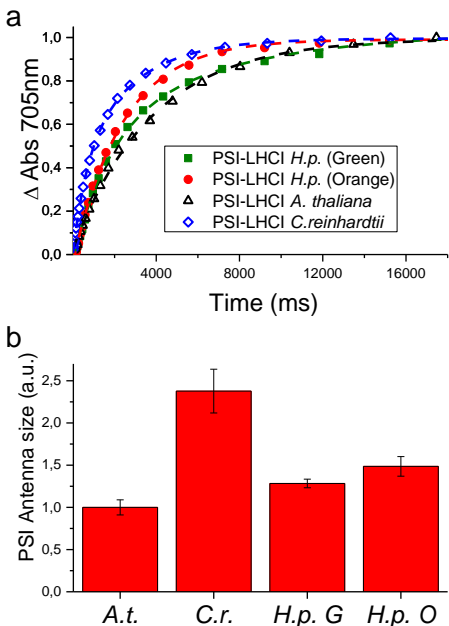 a
Δ Abs 705nm
1,0
0,8
0,6
0,4
0,2
0,0
PSI-LHCI H.p. (Green)
PSI-LHCI H.p. (Orange)
PSI-LHCI A. thaliana
PSI-LHCI C.reinhardtii
4000 8000 12000 16000
Time (ms)
b
PSI Antenna size (a.u.)
2,5
2,0
1,5
1,0
0,5
0,0
A.t. C.r. H.p. G H.p. O